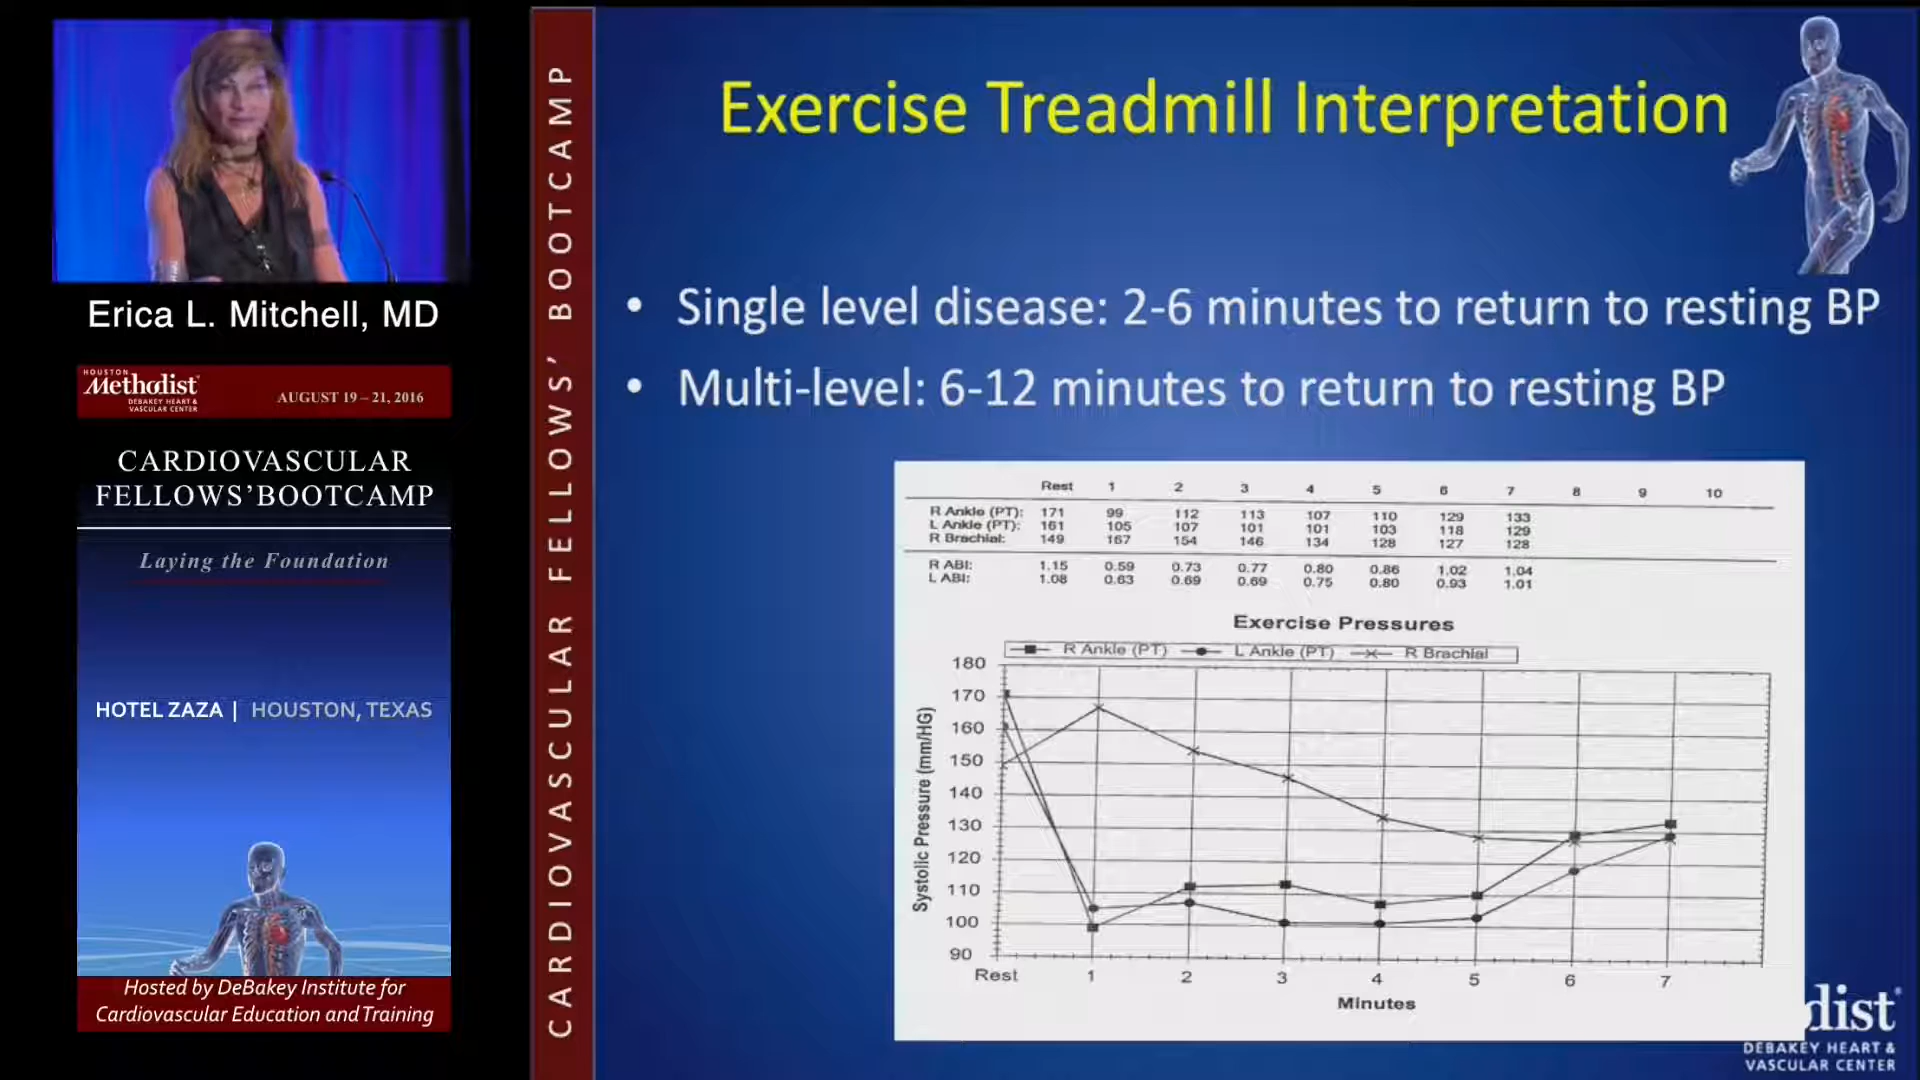 Erica L. Mitchell, MD
HOUSTON
Methodist
DEBAKEY HEART &
VASCULAR CENTER
AUGUST 19 – 21, 2016
CARDIOVASCULAR
FELLOWS'BOOTCAMP
Laying the Foundation
HOTEL ZAZA | HOUSTON, TEXAS
Hosted by DeBakey Institute for
Cardiovascular Education and Training
CARDIOVASCULAR FELLOWS' BOOTCAMP
Exercise Treadmill Interpretation
• Single level disease: 2-6 minutes to return to resting BP
• Multi-level: 6-12 minutes to return to resting BP
Rest 1 2 3 4 5 6 7 8 9 10
R Ankle (PT): 171 99 112 113 107 110 129 133
L Ankle (PT): 161 105 107 101 101 103 118 129
R Brachial: 149 167 154 146 134 128 127 128
R ABI: 1.15 0.59 0.73 0.77 0.80 0.86 1.02 1.04
L ABI: 1.08 0.63 0.69 0.69 0.75 0.80 0.93 1.01
Exercise Pressures
R Ankle (PT) L Ankle (PT) R Brachial
180
170
160
150
140
130
120
110
100
90
Systolic Pressure (mm/HG)
Rest 1 2 3 4 5 6 7
Minutes
dist
DEBAKEY HEART &
VASCULAR CENTER